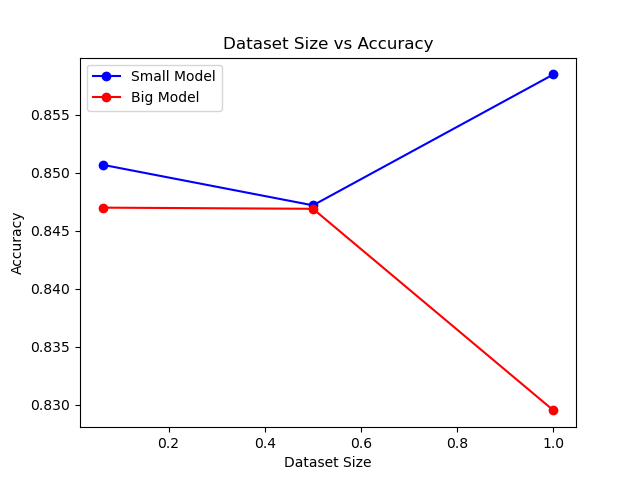 Dataset Size vs Accuracy
Small Model
Big Model
0.855
0.850
0.845
0.840
0.835
0.830
Accuracy
0.2 0.4 0.6 0.8 1.0
Dataset Size